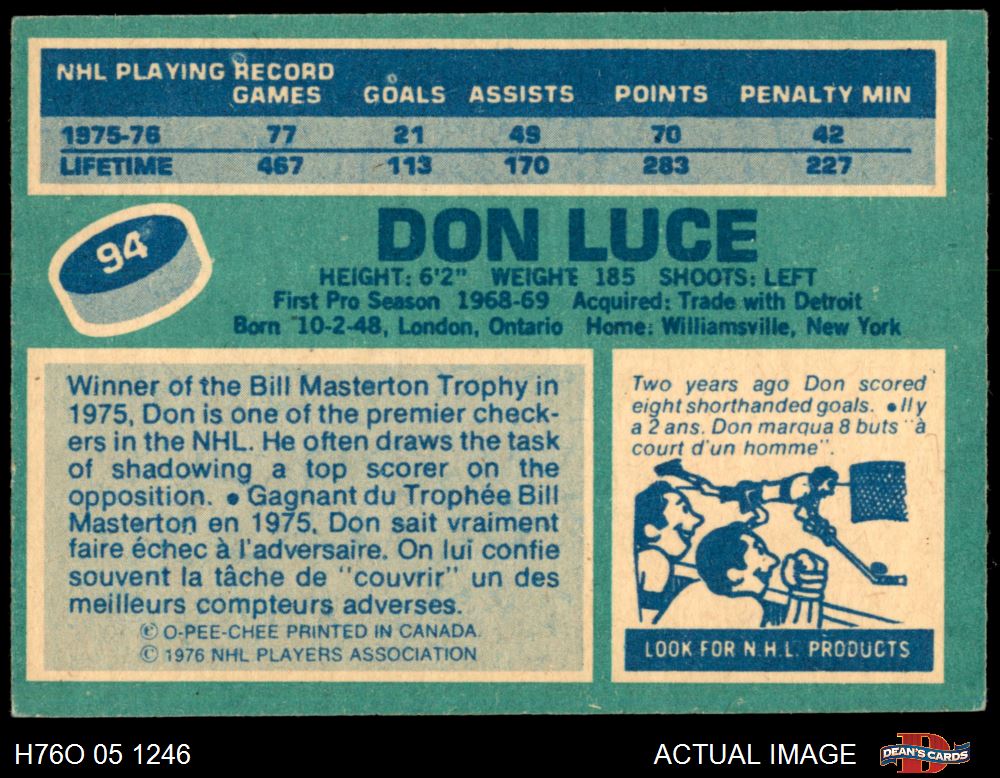 NHL PLAYING RECORD
GAMES GOALS ASSISTS POINTS PENALTY MIN
1975-76 77 21 49 70 42
LIFETIME 467 113 170 283 227
94
DON LUCE
HEIGHT: 6'2" WEIGHT 185 SHOOTS: LEFT
First Pro Season 1968-69 Acquired: Trade with Detroit
Born 10-2-48, London, Ontario Home: Williamsville, New York
Winner of the Bill Masterton Trophy in
1975, Don is one of the premier check-
ers in the NHL. He often draws the task
of shadowing a top scorer on the
opposition. • Gagnant du Trophée Bill
Masterton en 1975, Don sait vraiment
faire échec à l'adversaire. On lui confie
souvent la tâche de "couvrir" un des
meilleurs compteurs adverses.
© O-PEE-CHEE PRINTED IN CANADA.
© 1976 NHL PLAYERS ASSOCIATION
Two years ago Don scored
eight shorthanded goals. • Il y
a 2 ans. Don marqua 8 buts "à
court d'un homme".
LOOK FOR N.H.L. PRODUCTS
H76O 05 1246
ACTUAL IMAGE
DEAN'S CARDS